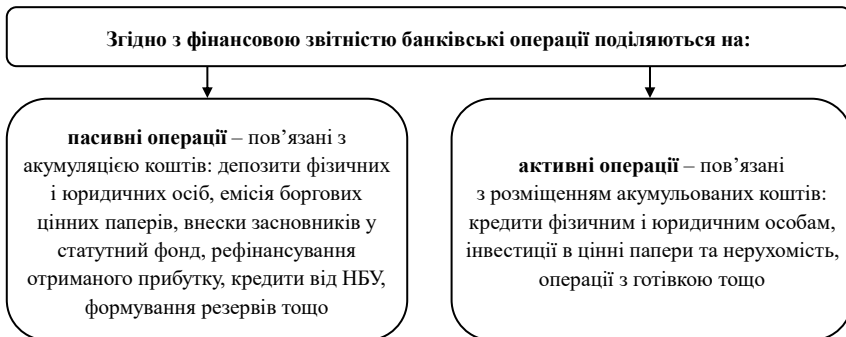 Згідно з фінансовою звітністю банківські операції поділяються на:
пасивні операції – пов’язані з
акумуляцією коштів: депозити фізичних
і юридичних осіб, емісія боргових
цінних паперів, внески засновників у
статутний фонд, рефінансування
отриманого прибутку, кредити від НБУ,
формування резервів тощо
активні операції – пов’язані
з розміщенням акумульованих коштів:
кредити фізичним і юридичним особам,
інвестиції в цінні папери та нерухомість,
операції з готівкою тощо